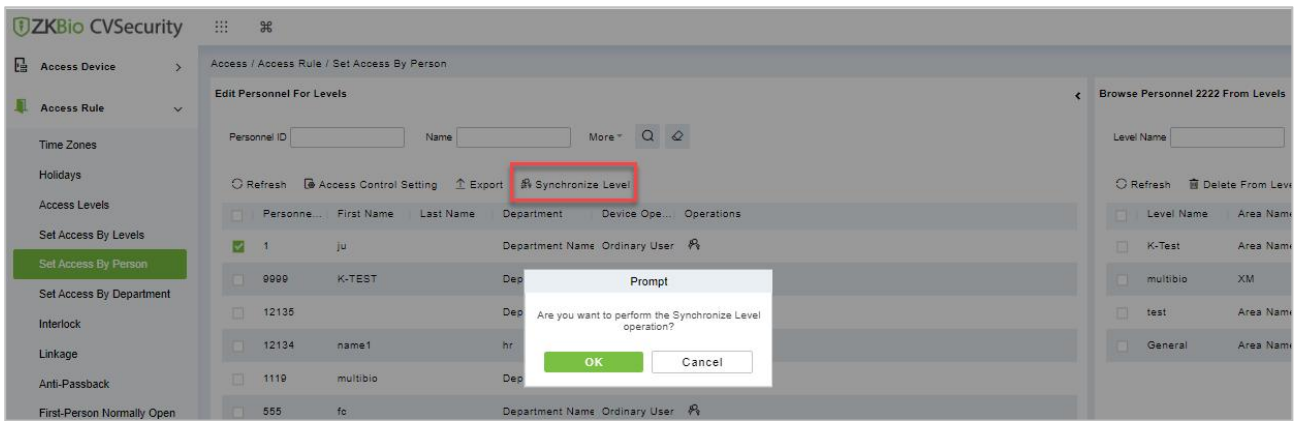 ZKBio CVSecurity
Access Device
Access Rule
Time Zones
Holidays
Access Levels
Set Access By Levels
Set Access By Person
Set Access By Department
Interlock
Linkage
Anti-Passback
First-Person Normally Open
Access / Access Rule / Set Access By Person
Edit Personnel For Levels
Personnel ID Name More
Refresh Access Control Setting Export Synchronize Level
Personne... First Name Last Name Department Device Ope... Operations
1 ju Department Name Ordinary User
9999 K-TEST Dep
12135 Dep
12134 name1 hr
1119 multibio Dep
555 fc Department Name Ordinary User
Prompt
Are you want to perform the Synchronize Level
operation?
OK Cancel
Browse Personnel 2222 From Levels
Level Name
Refresh Delete From Leve
Level Name Area Name
K-Test Area Name
multibio XM
test Area Name
General Area Name